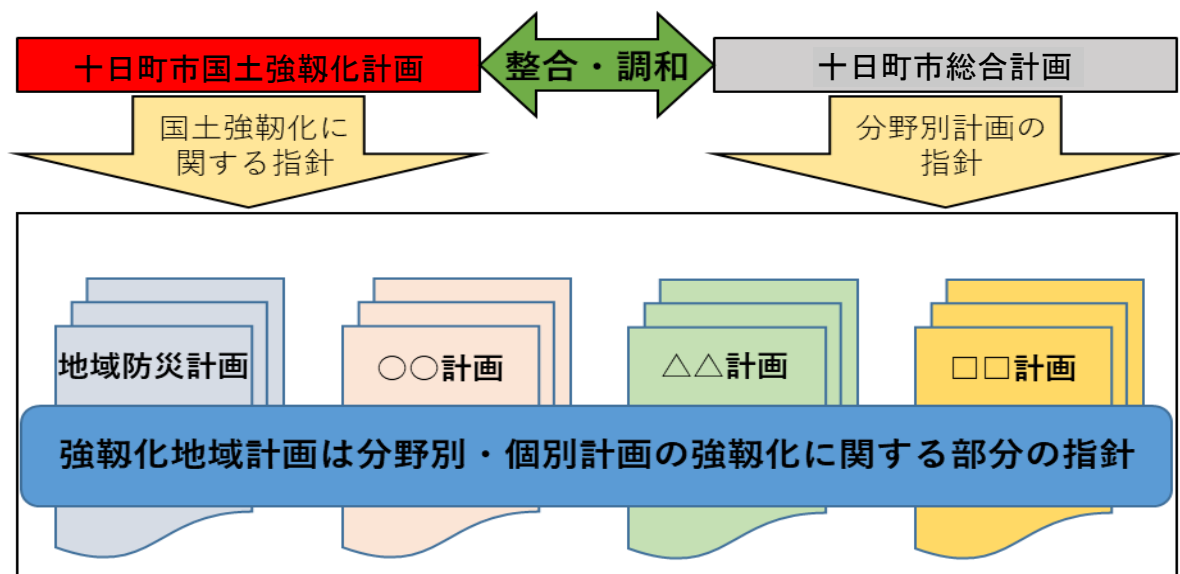 十日町市国土強靱化計画
整合・調和
十日町市総合計画
国土強靱化に
関する指針
分野別計画の
指針
地域防災計画
○○計画
△△計画
□□計画
強靱化地域計画は分野別・個別計画の強靱化に関する部分の指針